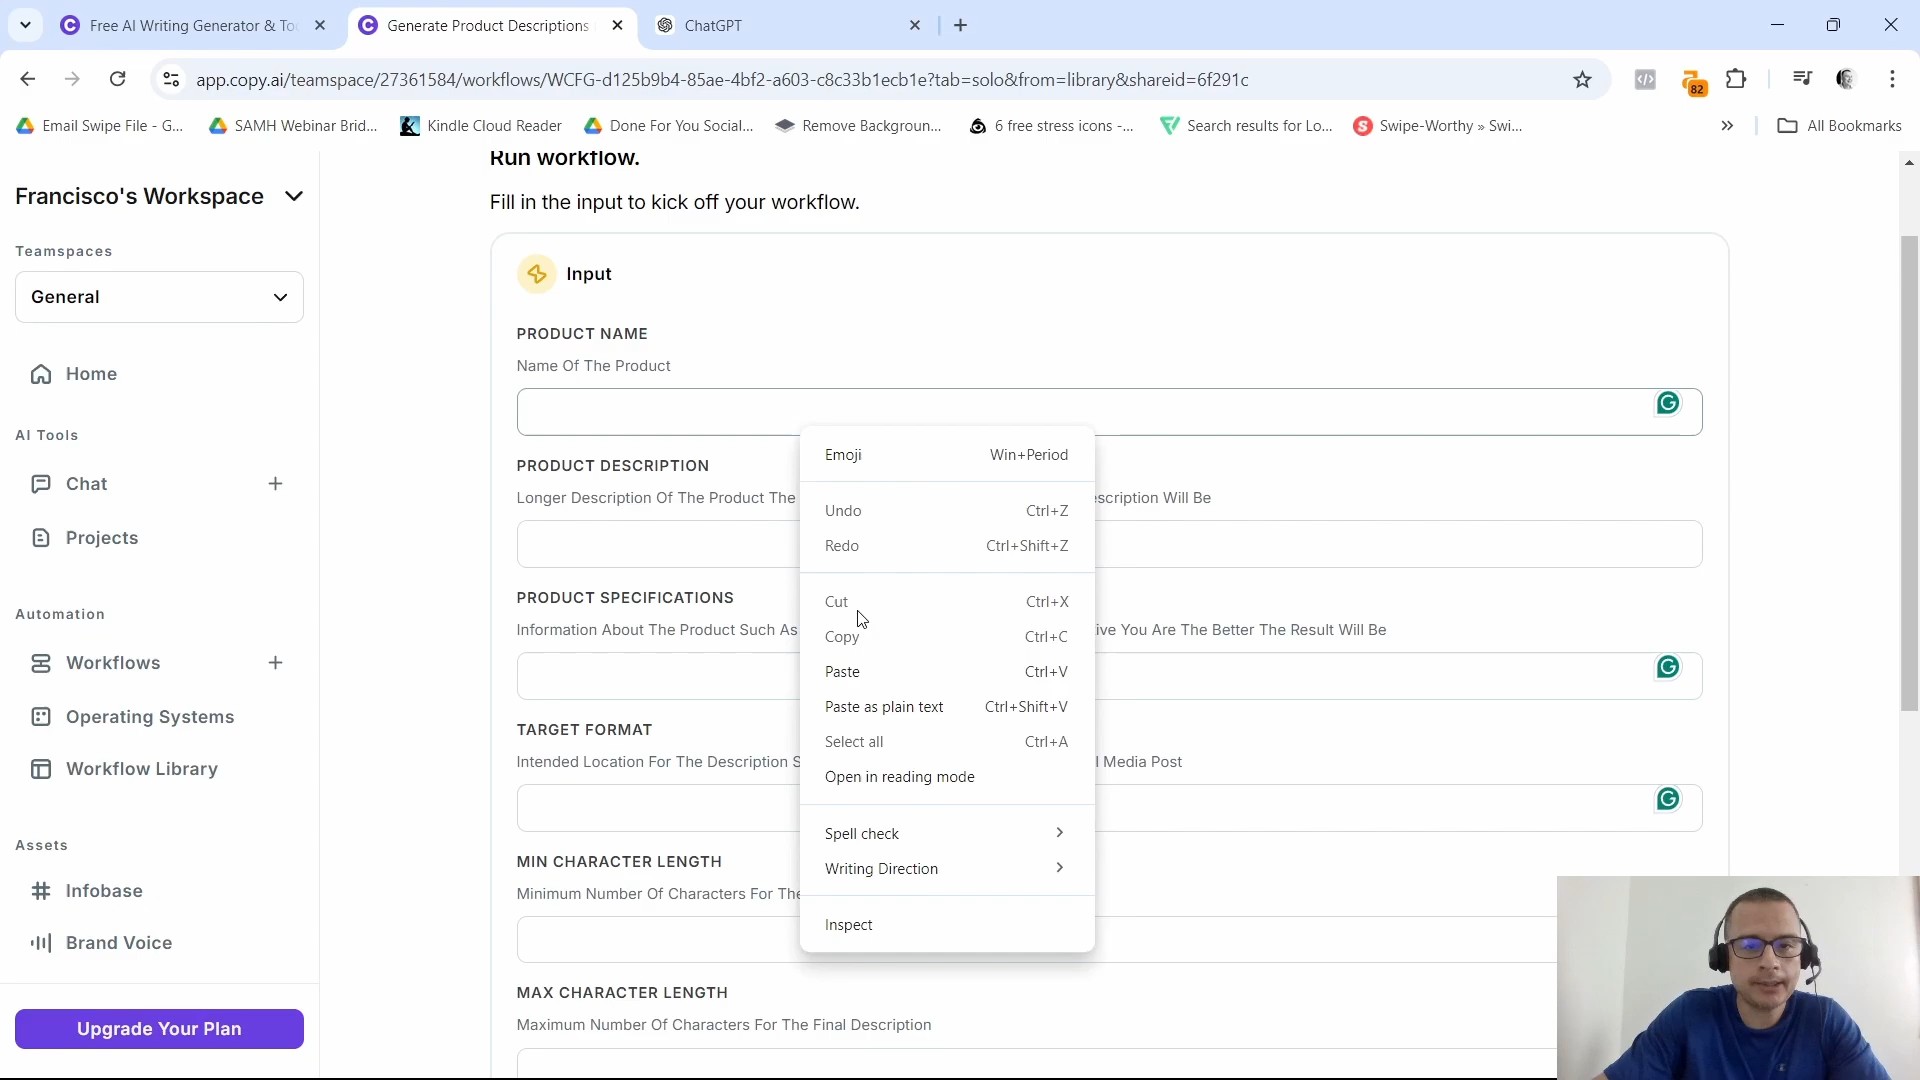 Free AI Writing Generator & To
Generate Product Descriptions
ChatGPT
app.copy.ai/teamspace/27361584/workflows/WCFG-d125b9b4-85ae-4bf2-a603-c8c33b1ecb1e?tab=solo&from=library&shareid=6f291c
82
Email Swipe File - G...
SAMH Webinar Brid...
Kindle Cloud Reader
Done For You Social...
Remove Backgroun...
6 free stress icons -...
Search results for Lo...
Swipe-Worthy » Swi...
All Bookmarks
Francisco's Workspace
Teamspaces
General
Home
AI Tools
Chat
Projects
Automation
Workflows
Operating Systems
Workflow Library
Assets
Infobase
Brand Voice
Upgrade Your Plan
Run workflow.
Fill in the input to kick off your workflow.
Input
PRODUCT NAME
Name Of The Product
PRODUCT DESCRIPTION
Longer Description Of The Product The
escription Will Be
PRODUCT SPECIFICATIONS
Information About The Product Such As
ive You Are The Better The Result Will Be
TARGET FORMAT
Intended Location For The Description S
l Media Post
MIN CHARACTER LENGTH
Minimum Number Of Characters For The
MAX CHARACTER LENGTH
Maximum Number Of Characters For The Final Description
Emoji Win+Period
Undo Ctrl+Z
Redo Ctrl+Shift+Z
Cut Ctrl+X
Copy Ctrl+C
Paste Ctrl+V
Paste as plain text Ctrl+Shift+V
Select all Ctrl+A
Open in reading mode
Spell check
Writing Direction
Inspect